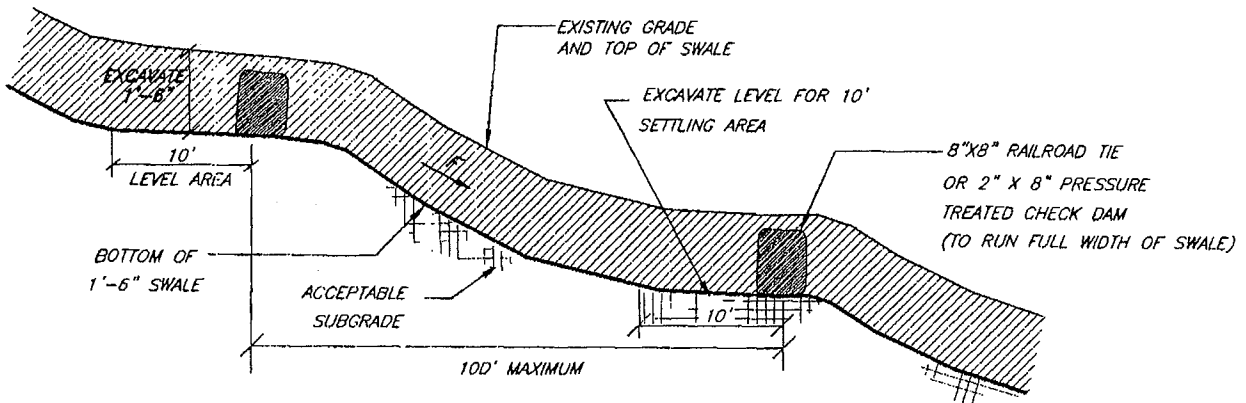 EXISTING GRADE
AND TOP OF SWALE
EXCAVATE
1'-6"
EXCAVATE LEVEL FOR 10'
SETTLING AREA
10'
LEVEL AREA
8"X8" RAILROAD TIE
OR 2" X 8" PRESSURE
TREATED CHECK DAM
(TO RUN FULL WIDTH OF SWALE)
BOTTOM OF
1'-6" SWALE
ACCEPTABLE
SUBGRADE
10'
100' MAXIMUM